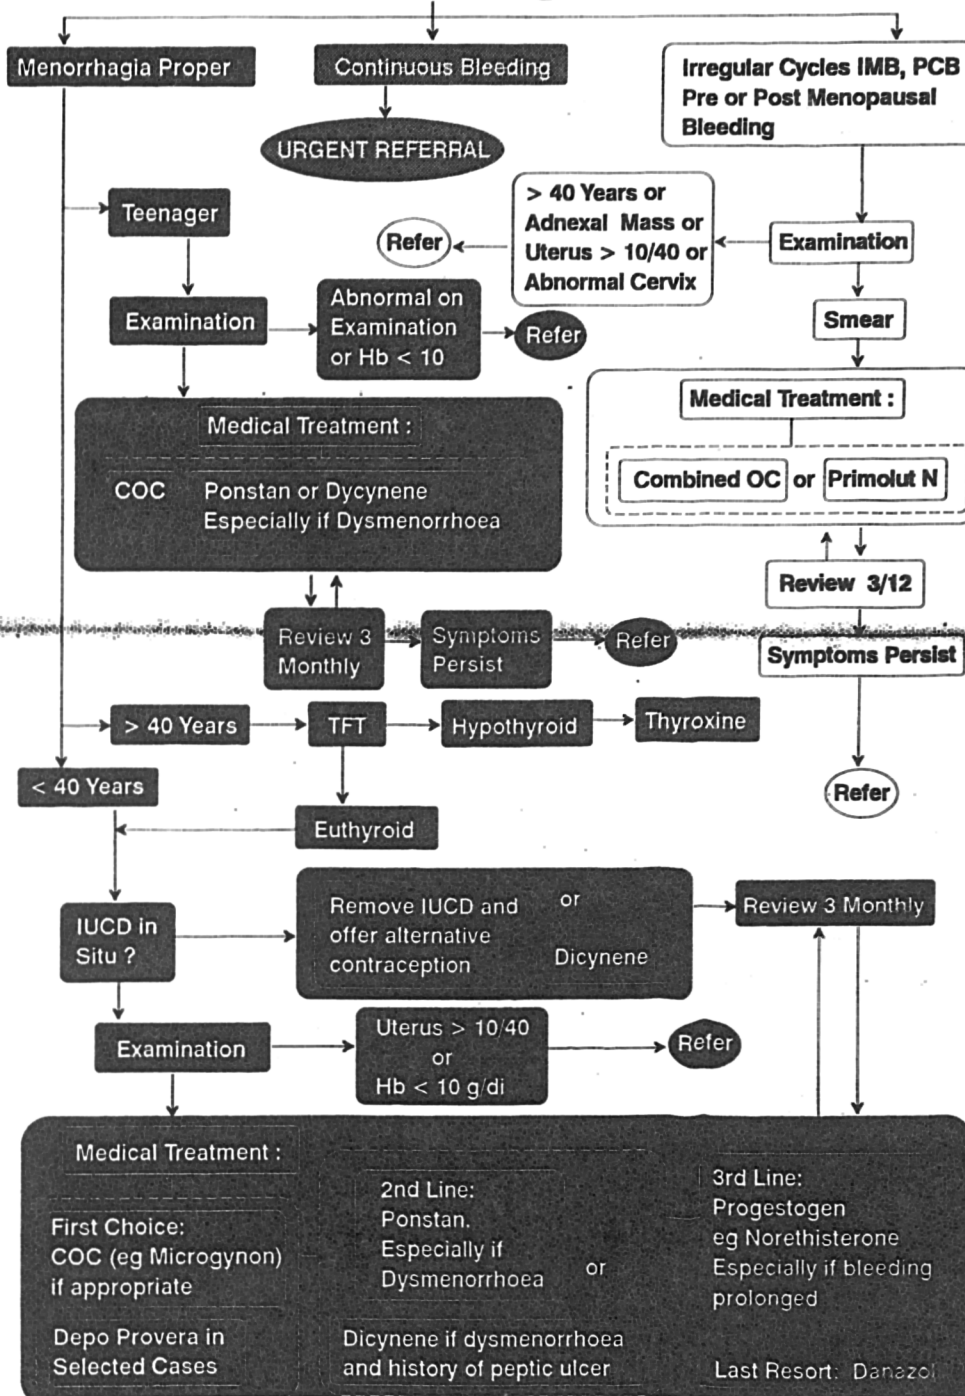 Menorrhagia Proper
Continuous Bleeding
Irregular Cycles IMB, PCB
Pre or Post Menopausal
Bleeding
URGENT REFERRAL
Teenager
> 40 Years or
Adnexal Mass or
Uterus > 10/40 or
Abnormal Cervix
Refer
Examination
Examination
Abnormal on
Examination
or Hb < 10
Refer
Smear
Medical Treatment :
COC
Ponstan or Dycynene
Especially if Dysmenorrhoea
Medical Treatment :
Combined OC or Primolut N
Review 3/12
Review 3
Monthly
Symptoms
Persist
Refer
Symptoms Persist
> 40 Years
TFT
Hypothyroid
Thyroxine
< 40 Years
Refer
Euthyroid
IUCD in
Situ ?
Remove IUCD and
offer alternative
contraception
or
Dicynene
Review 3 Monthly
Examination
Uterus > 10/40
or
Hb < 10 g/di
Refer
Medical Treatment :
First Choice:
COC (eg Microgynon)
if appropriate
Depo Provera in
Selected Cases
2nd Line:
Ponstan.
Especially if
Dysmenorrhoea
or
Dicynene if dysmenorrhoea
and history of peptic ulcer
3rd Line:
Progestogen
eg Norethisterone
Especially if bleeding
prolonged
Last Resort: Danazol